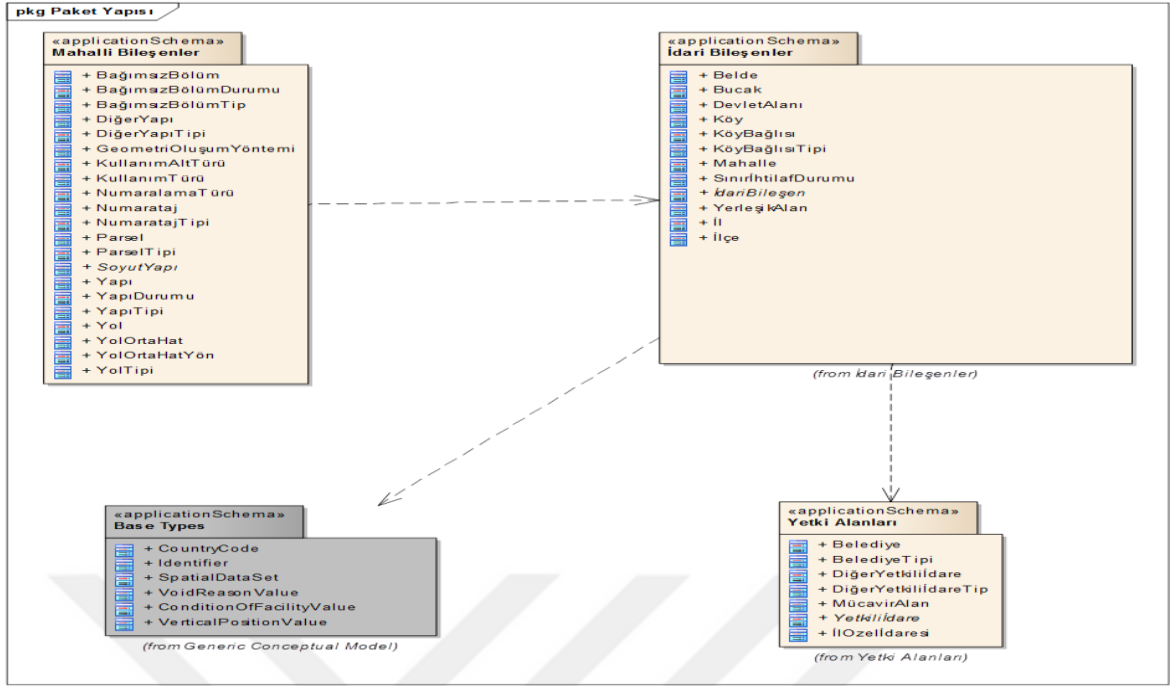 pkg Paket Yapısı
«applicationSchema»
Mahalli Bileşenler
+ BağımsızBölüm
+ BağımsızBölümDurumu
+ BağımsızBölümTip
+ DiğerYapı
+ DiğerYapıTipi
+ GeometriOluşumYöntemi
+ KullanımAltTürü
+ KullanımTürü
+ NumaralamaTürü
+ Numarataj
+ NumaratajTipi
+ Parsel
+ ParselTipi
+ SoyutYapı
+ Yapı
+ YapıDurumu
+ YapıTipi
+ Yol
+ YolOrtaHat
+ YolOrtaHatYön
+ YolTipi
«applicationSchema»
İdari Bileşenler
+ Belde
+ Bucak
+ DevletAlanı
+ Köy
+ KöyBağlısı
+ KöyBağlısıTipi
+ Mahalle
+ SınırİhtilafDurumu
+ İdariBileşen
+ YerleşikAlan
+ İl
+ İlçe
(from İdari Bileşenler)
«applicationSchema»
Base Types
+ CountryCode
+ Identifier
+ SpatialDataSet
+ VoidReasonValue
+ ConditionOfFacilityValue
+ VerticalPositionValue
(from Generic Conceptual Model)
«applicationSchema»
Yetki Alanları
+ Belediye
+ BelediyeTipi
+ DiğerYetkiliİdare
+ DiğerYetkiliİdareTip
+ MücavirAlan
+ Yetkiliİdare
+ İlOzelİdaresi
(from Yetki Alanları)